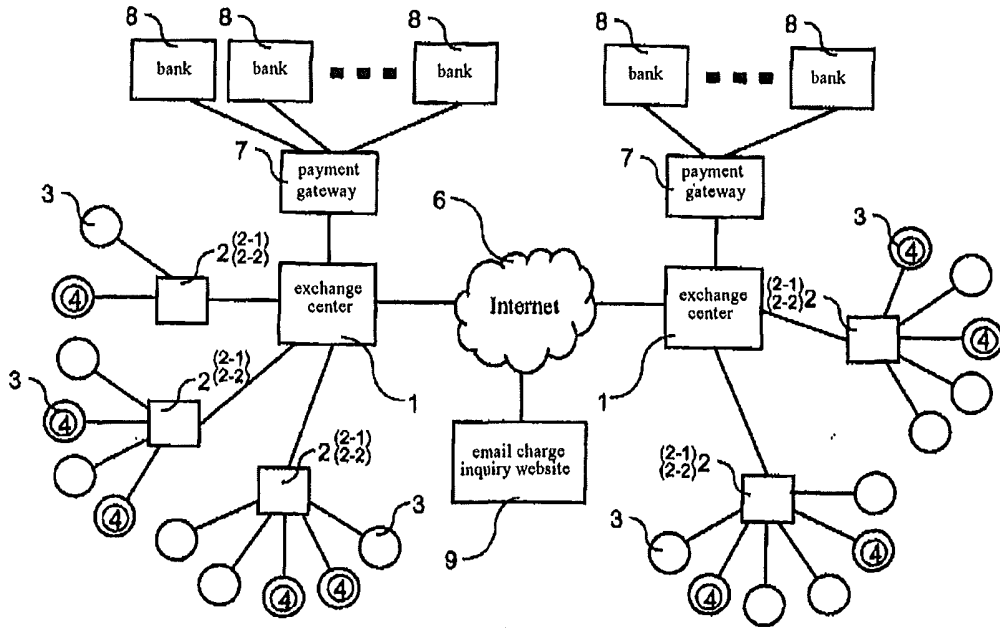 8 8 8 8 8
bank bank bank bank bank
7 payment gateway
7 payment gateway
3
6
3
4
2 (2-1) (2-2)
exchange center
Internet
exchange center
(2-1) (2-2) 2
4
4
4
3
4
2 (2-1) (2-2)
1
1
4
2 (2-1) (2-2)
email charge inquiry website
(2-1) (2-2) 2
3
3
9
4
4
4
4